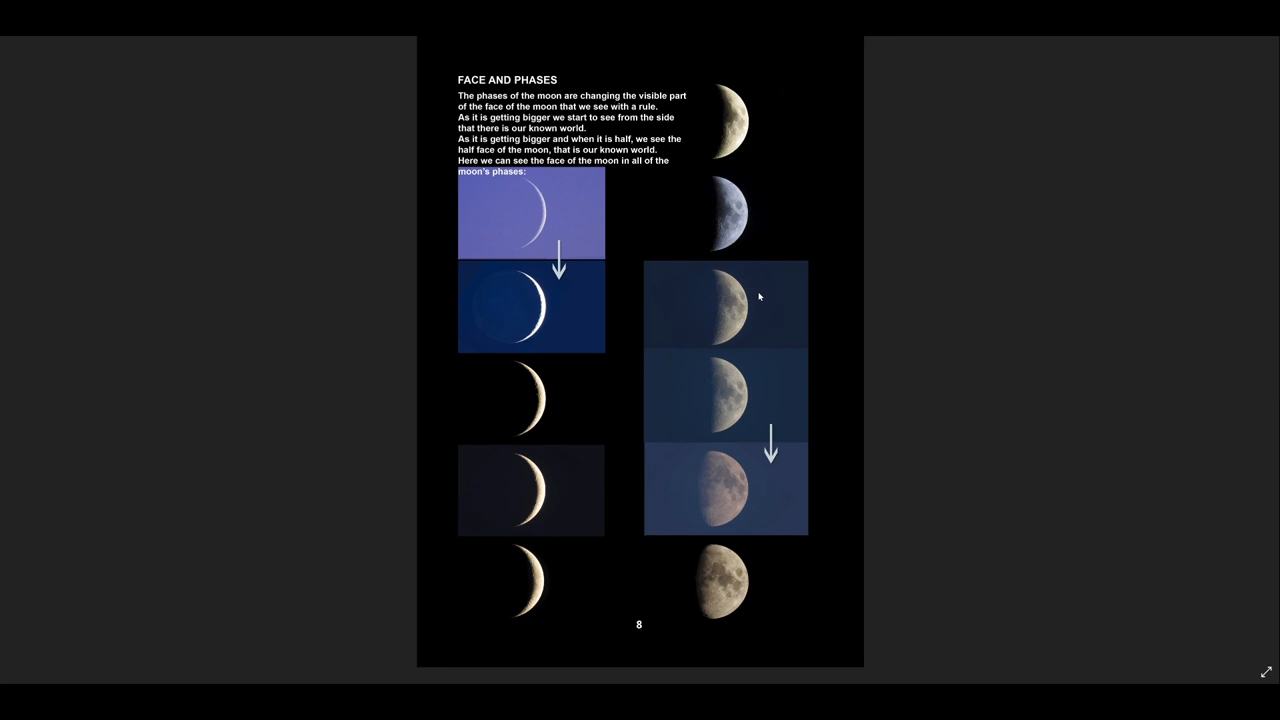 FACE AND PHASES
The phases of the moon are changing the visible part
of the face of the moon that we see with a rule.
As it is getting bigger we start to see from the side
that there is our known world.
As it is getting bigger and when it is half, we see the
half face of the moon, that is our known world.
Here we can see the face of the moon in all of the
moon's phases:
8